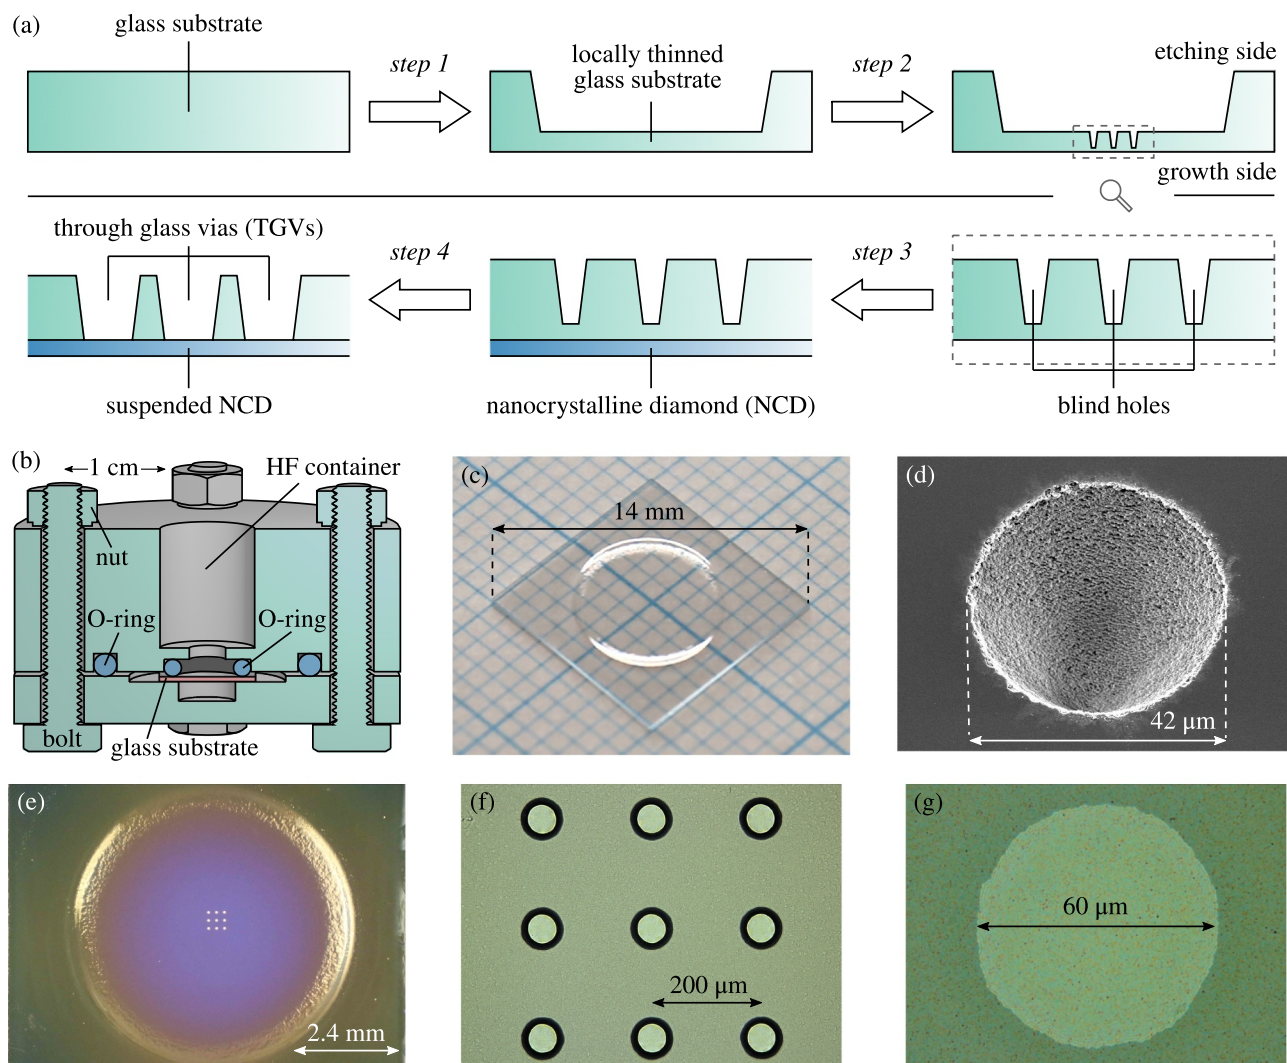 (a)
glass substrate
step 1
locally thinned
glass substrate
step 2
etching side
growth side
through glass vias (TGVs)
step 4
step 3
suspended NCD
nanocrystalline diamond (NCD)
blind holes
(b)
1 cm
HF container
nut
O-ring
O-ring
bolt
glass substrate
(c)
14 mm
(d)
42 μm
(e)
2.4 mm
(f)
200 μm
(g)
60 μm